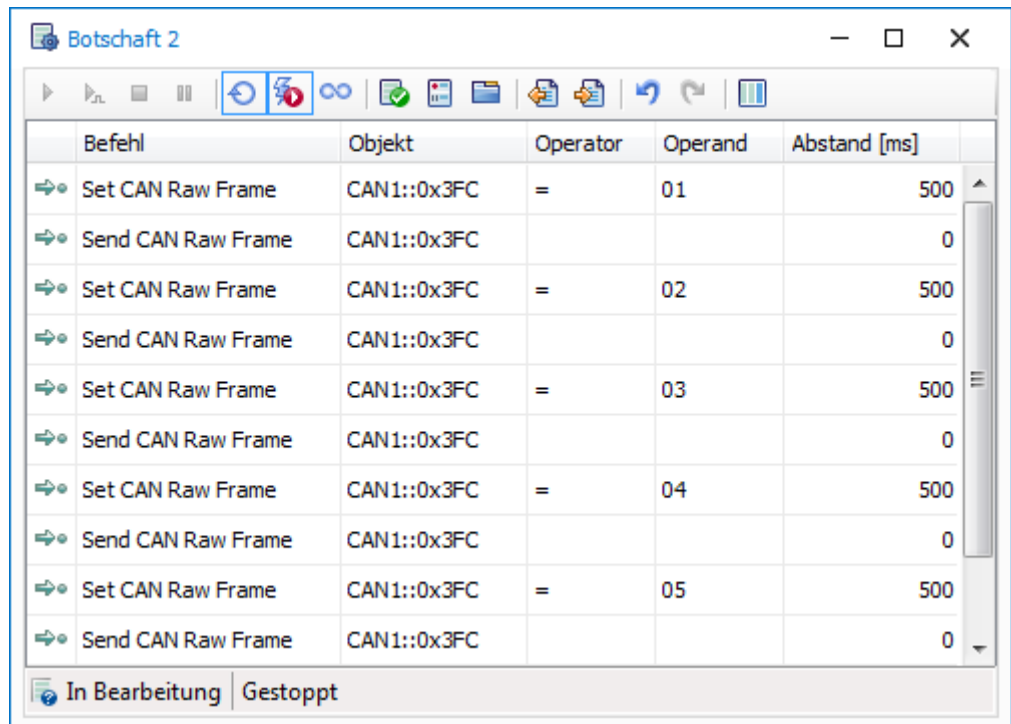 Botschaft 2
Befehl Objekt Operator Operand Abstand [ms]
Set CAN Raw Frame CAN1::0x3FC = 01 500
Send CAN Raw Frame CAN1::0x3FC 0
Set CAN Raw Frame CAN1::0x3FC = 02 500
Send CAN Raw Frame CAN1::0x3FC 0
Set CAN Raw Frame CAN1::0x3FC = 03 500
Send CAN Raw Frame CAN1::0x3FC 0
Set CAN Raw Frame CAN1::0x3FC = 04 500
Send CAN Raw Frame CAN1::0x3FC 0
Set CAN Raw Frame CAN1::0x3FC = 05 500
Send CAN Raw Frame CAN1::0x3FC 0
In Bearbeitung Gestoppt